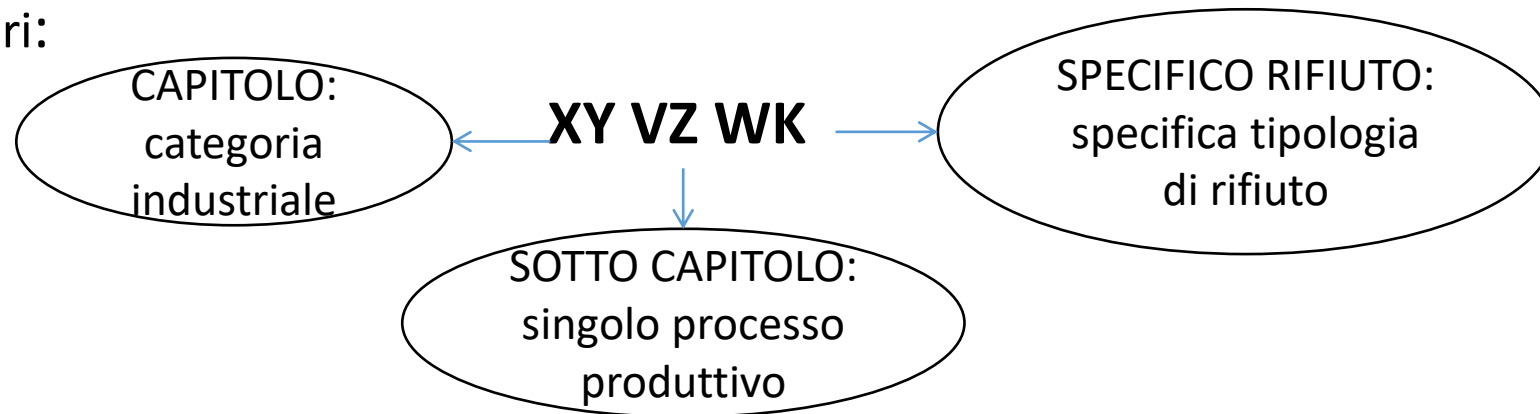 ri:
CAPITOLO:
categoria
industriale
XY VZ WK
SPECIFICO RIFIUTO:
specifica tipologia
di rifiuto
SOTTO CAPITOLO:
singolo processo
produttivo